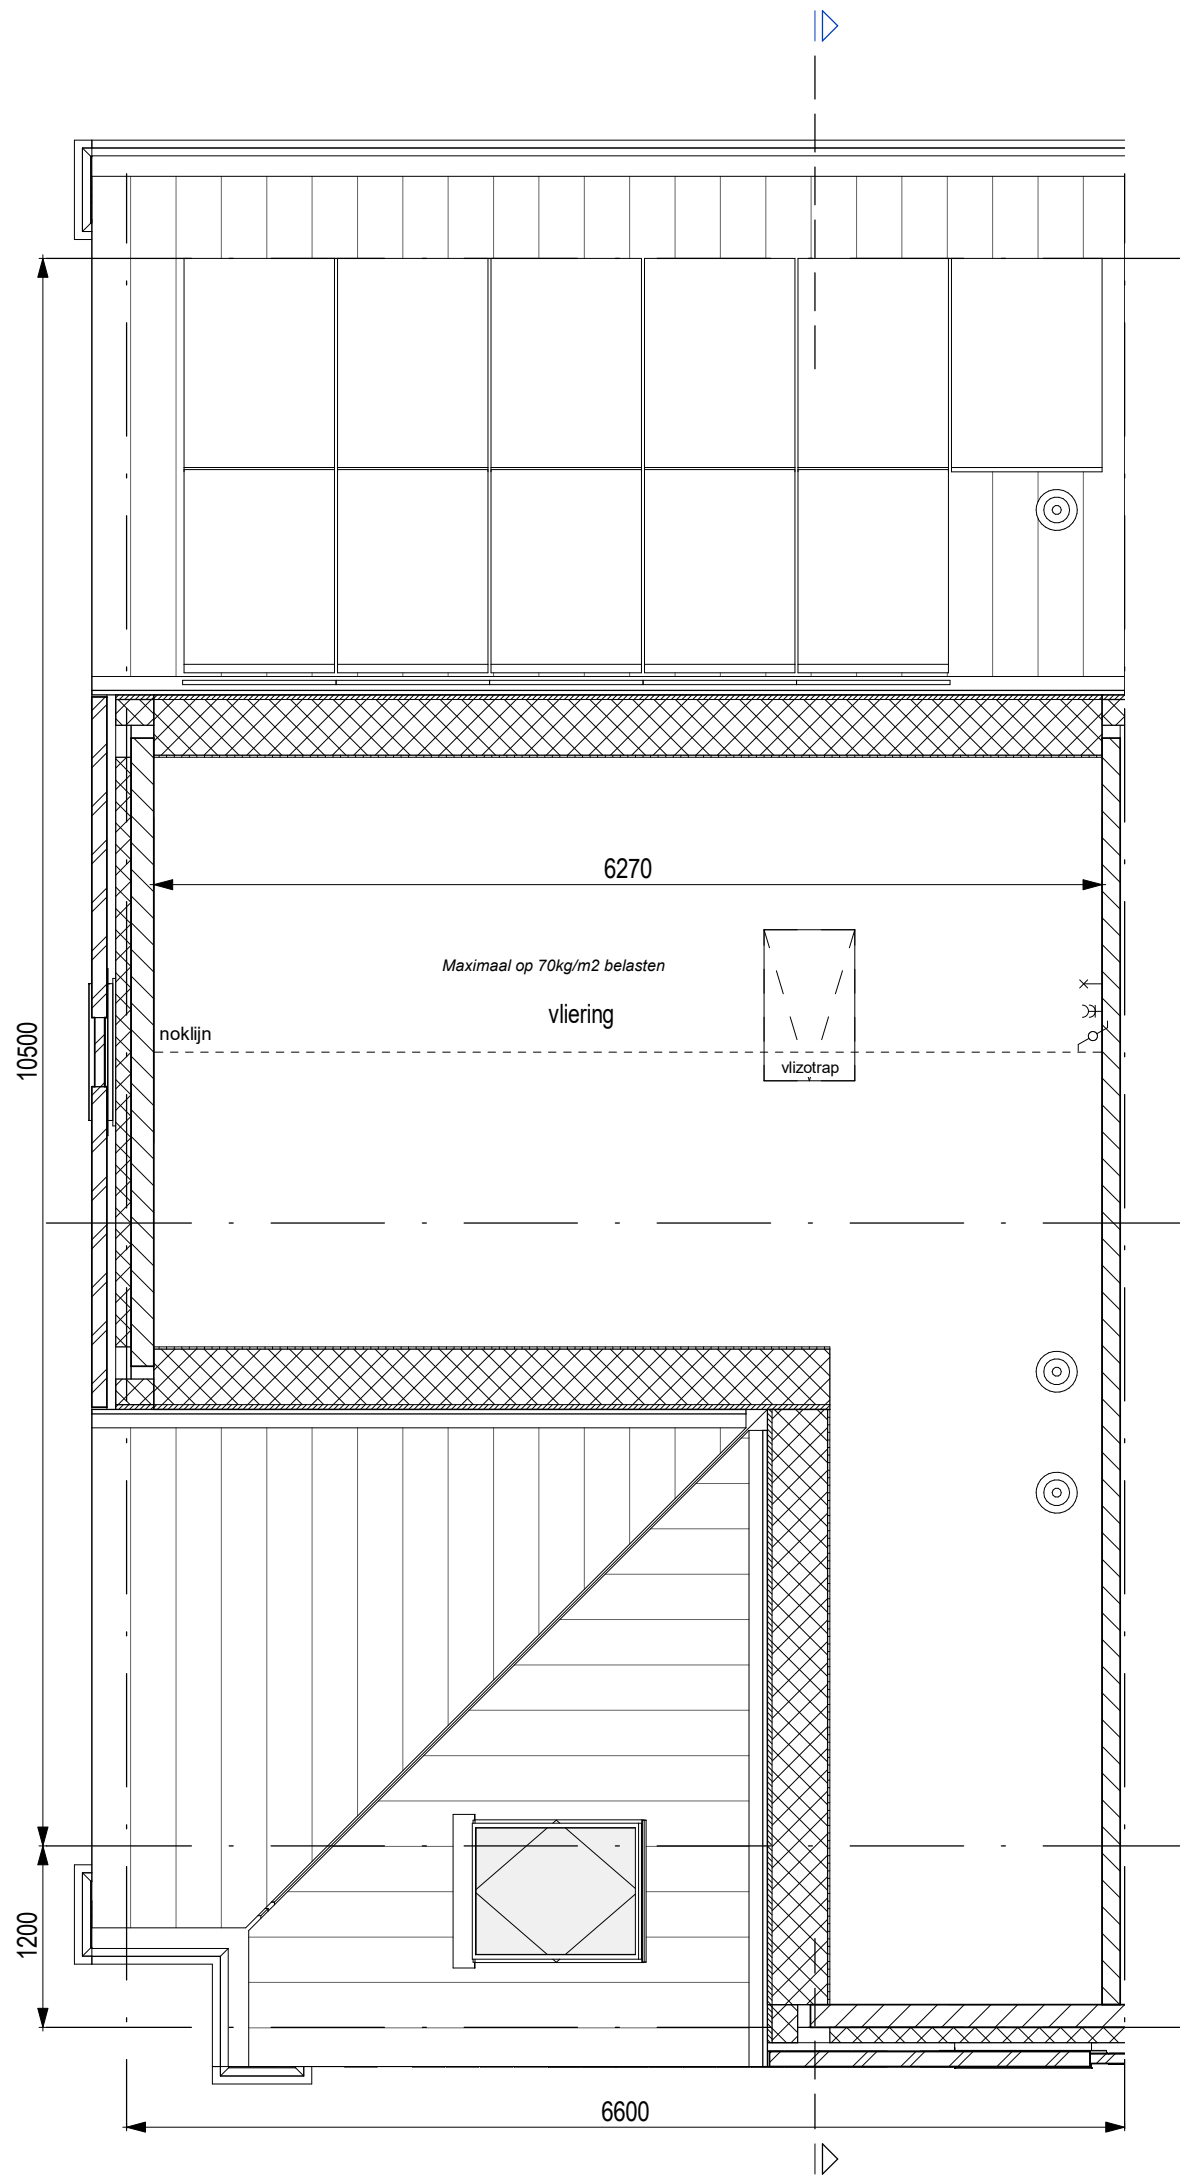 6270
Maximaal op 70kg/m2 belasten
vliering
noklijn
vlizotrap
10500
1200
6600